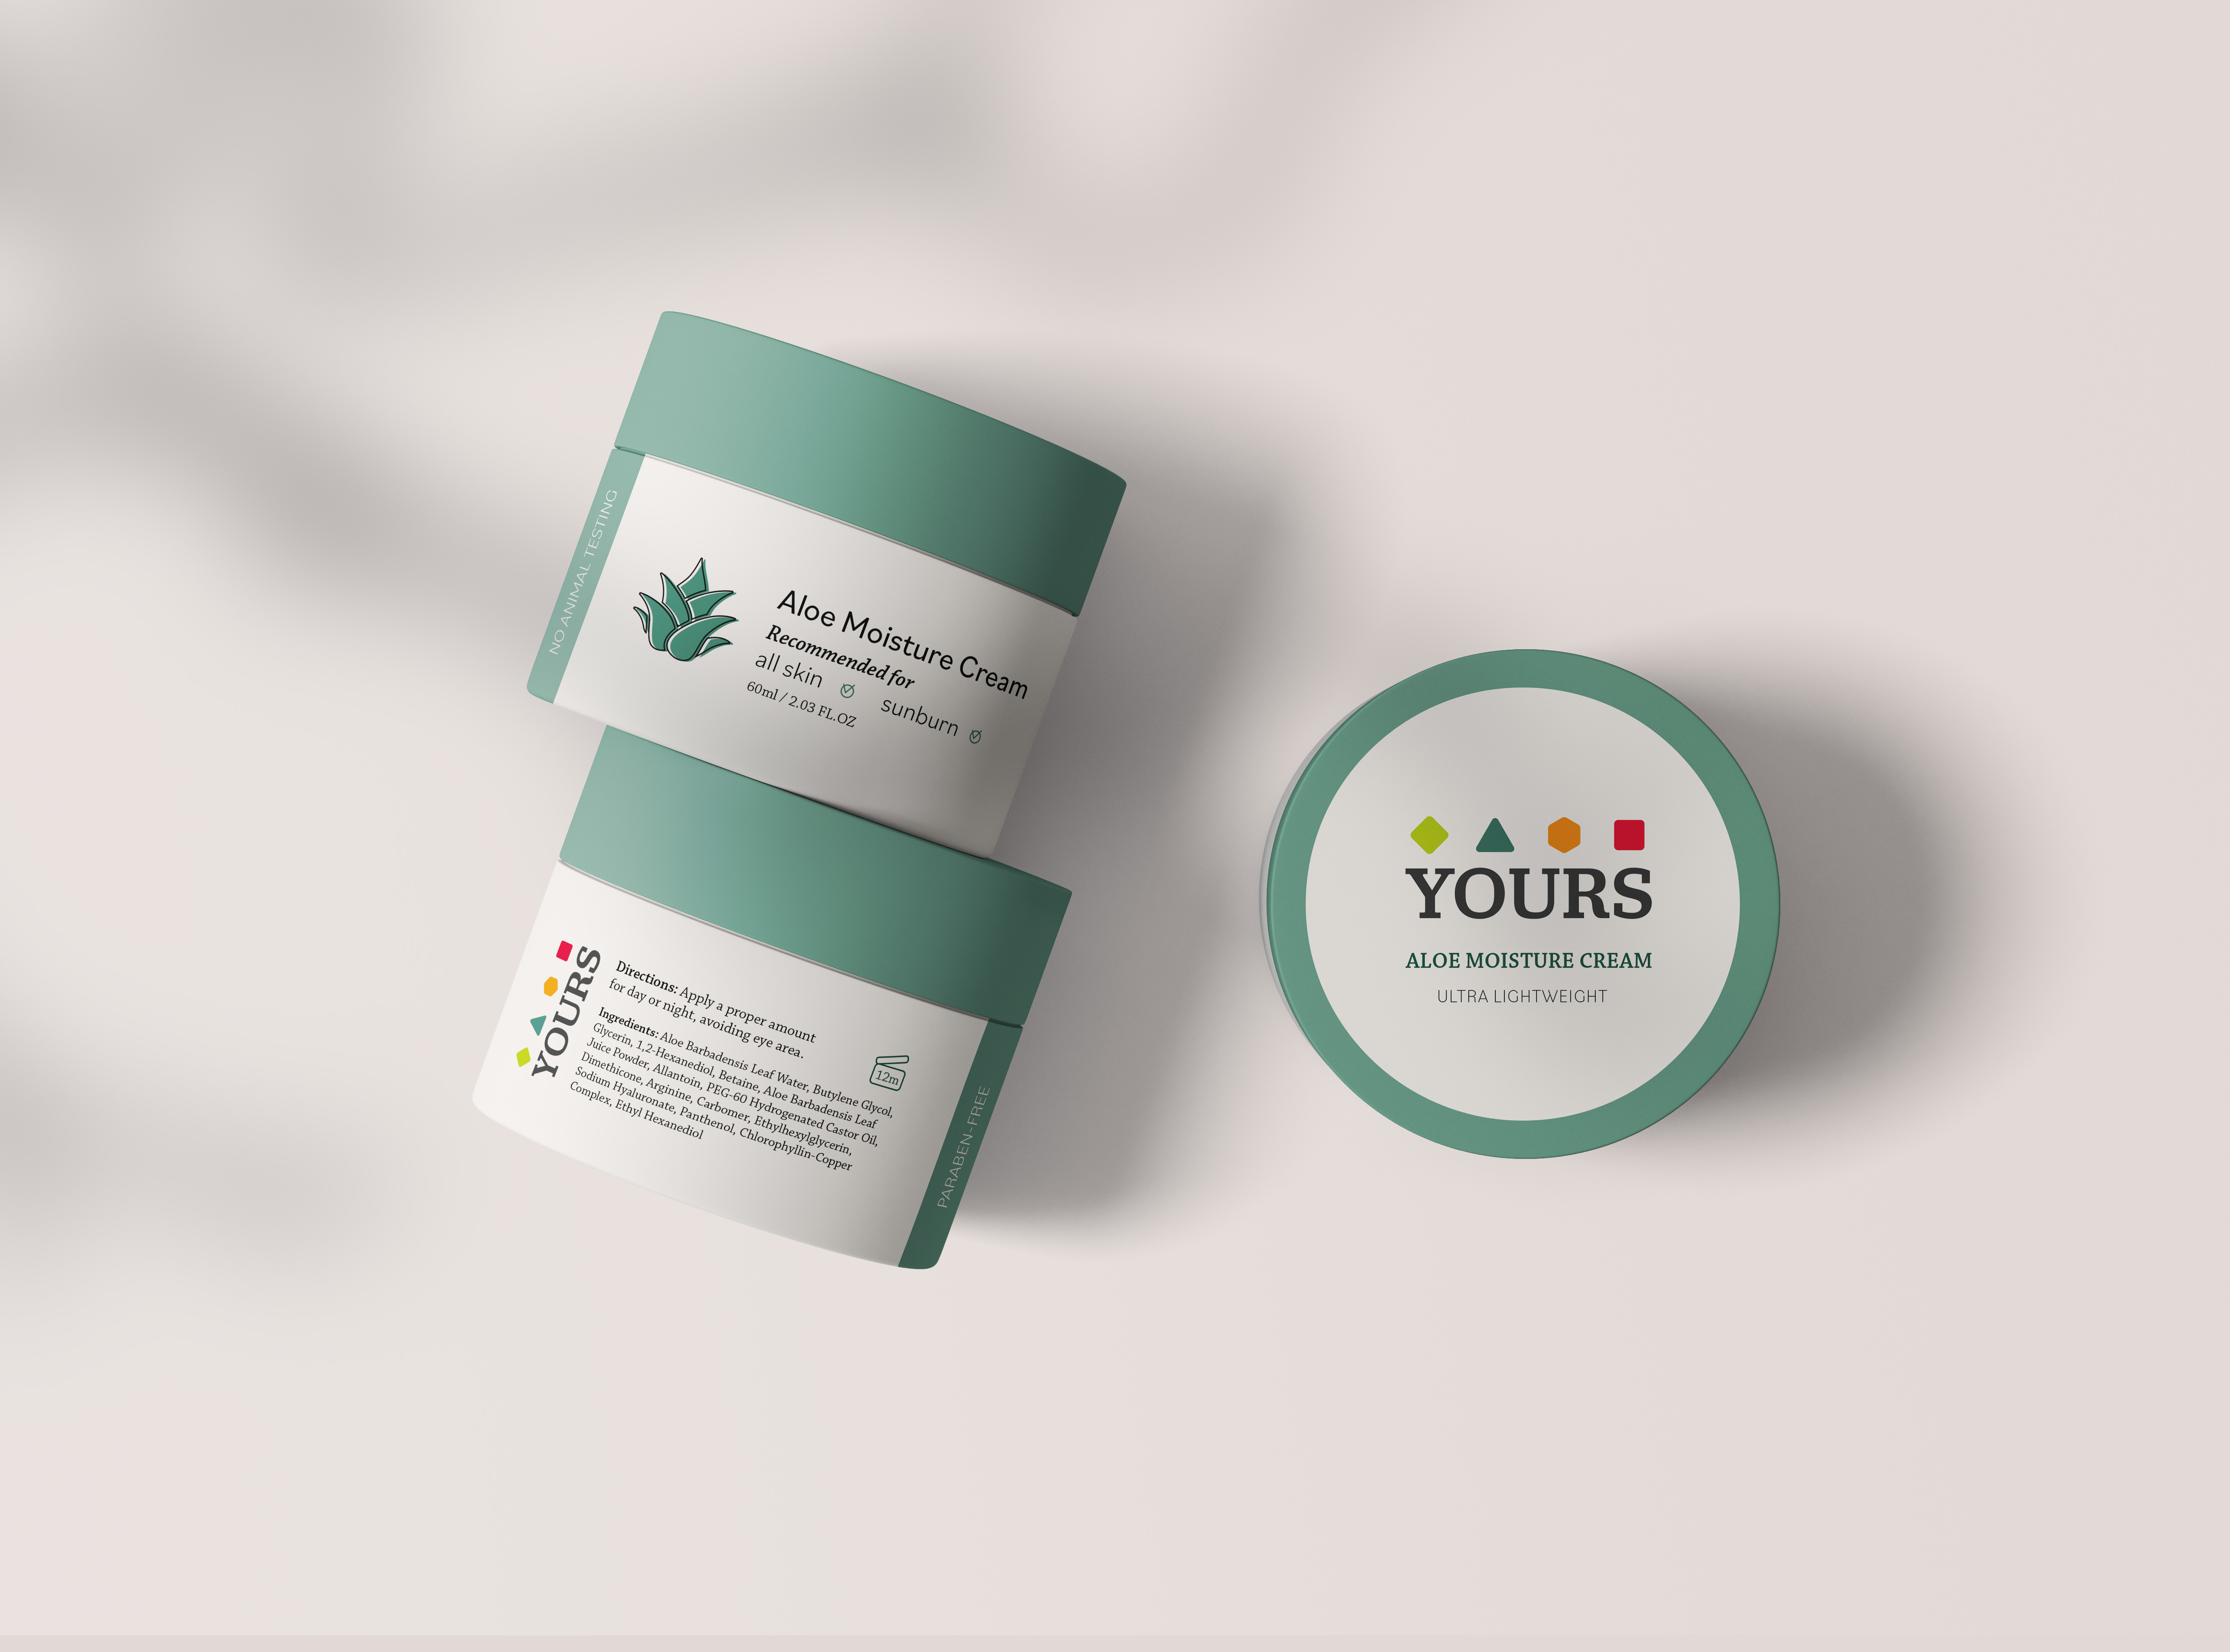 NO ANIMAL TESTING
Aloe Moisture Cream
Recommended for
all skin
sunburn
60ml / 2.03 FL.OZ
YOURS
Directions: Apply a proper amount
for day or night, avoiding eye area.
Ingredients: Aloe Barbadensis Leaf Water, Butylene Glycol,
Glycerin, 1,2-Hexanediol, Betaine, Aloe Barbadensis Leaf
Juice Powder, Allantoin, PEG-60 Hydrogenated Castor Oil,
Dimethicone, Arginine, Carbomer, Ethylhexylglycerin,
Sodium Hyaluronate, Panthenol, Chlorophyllin-Copper
Complex, Ethyl Hexanediol
12m
PARABEN-FREE
YOURS
ALOE MOISTURE CREAM
ULTRA LIGHTWEIGHT